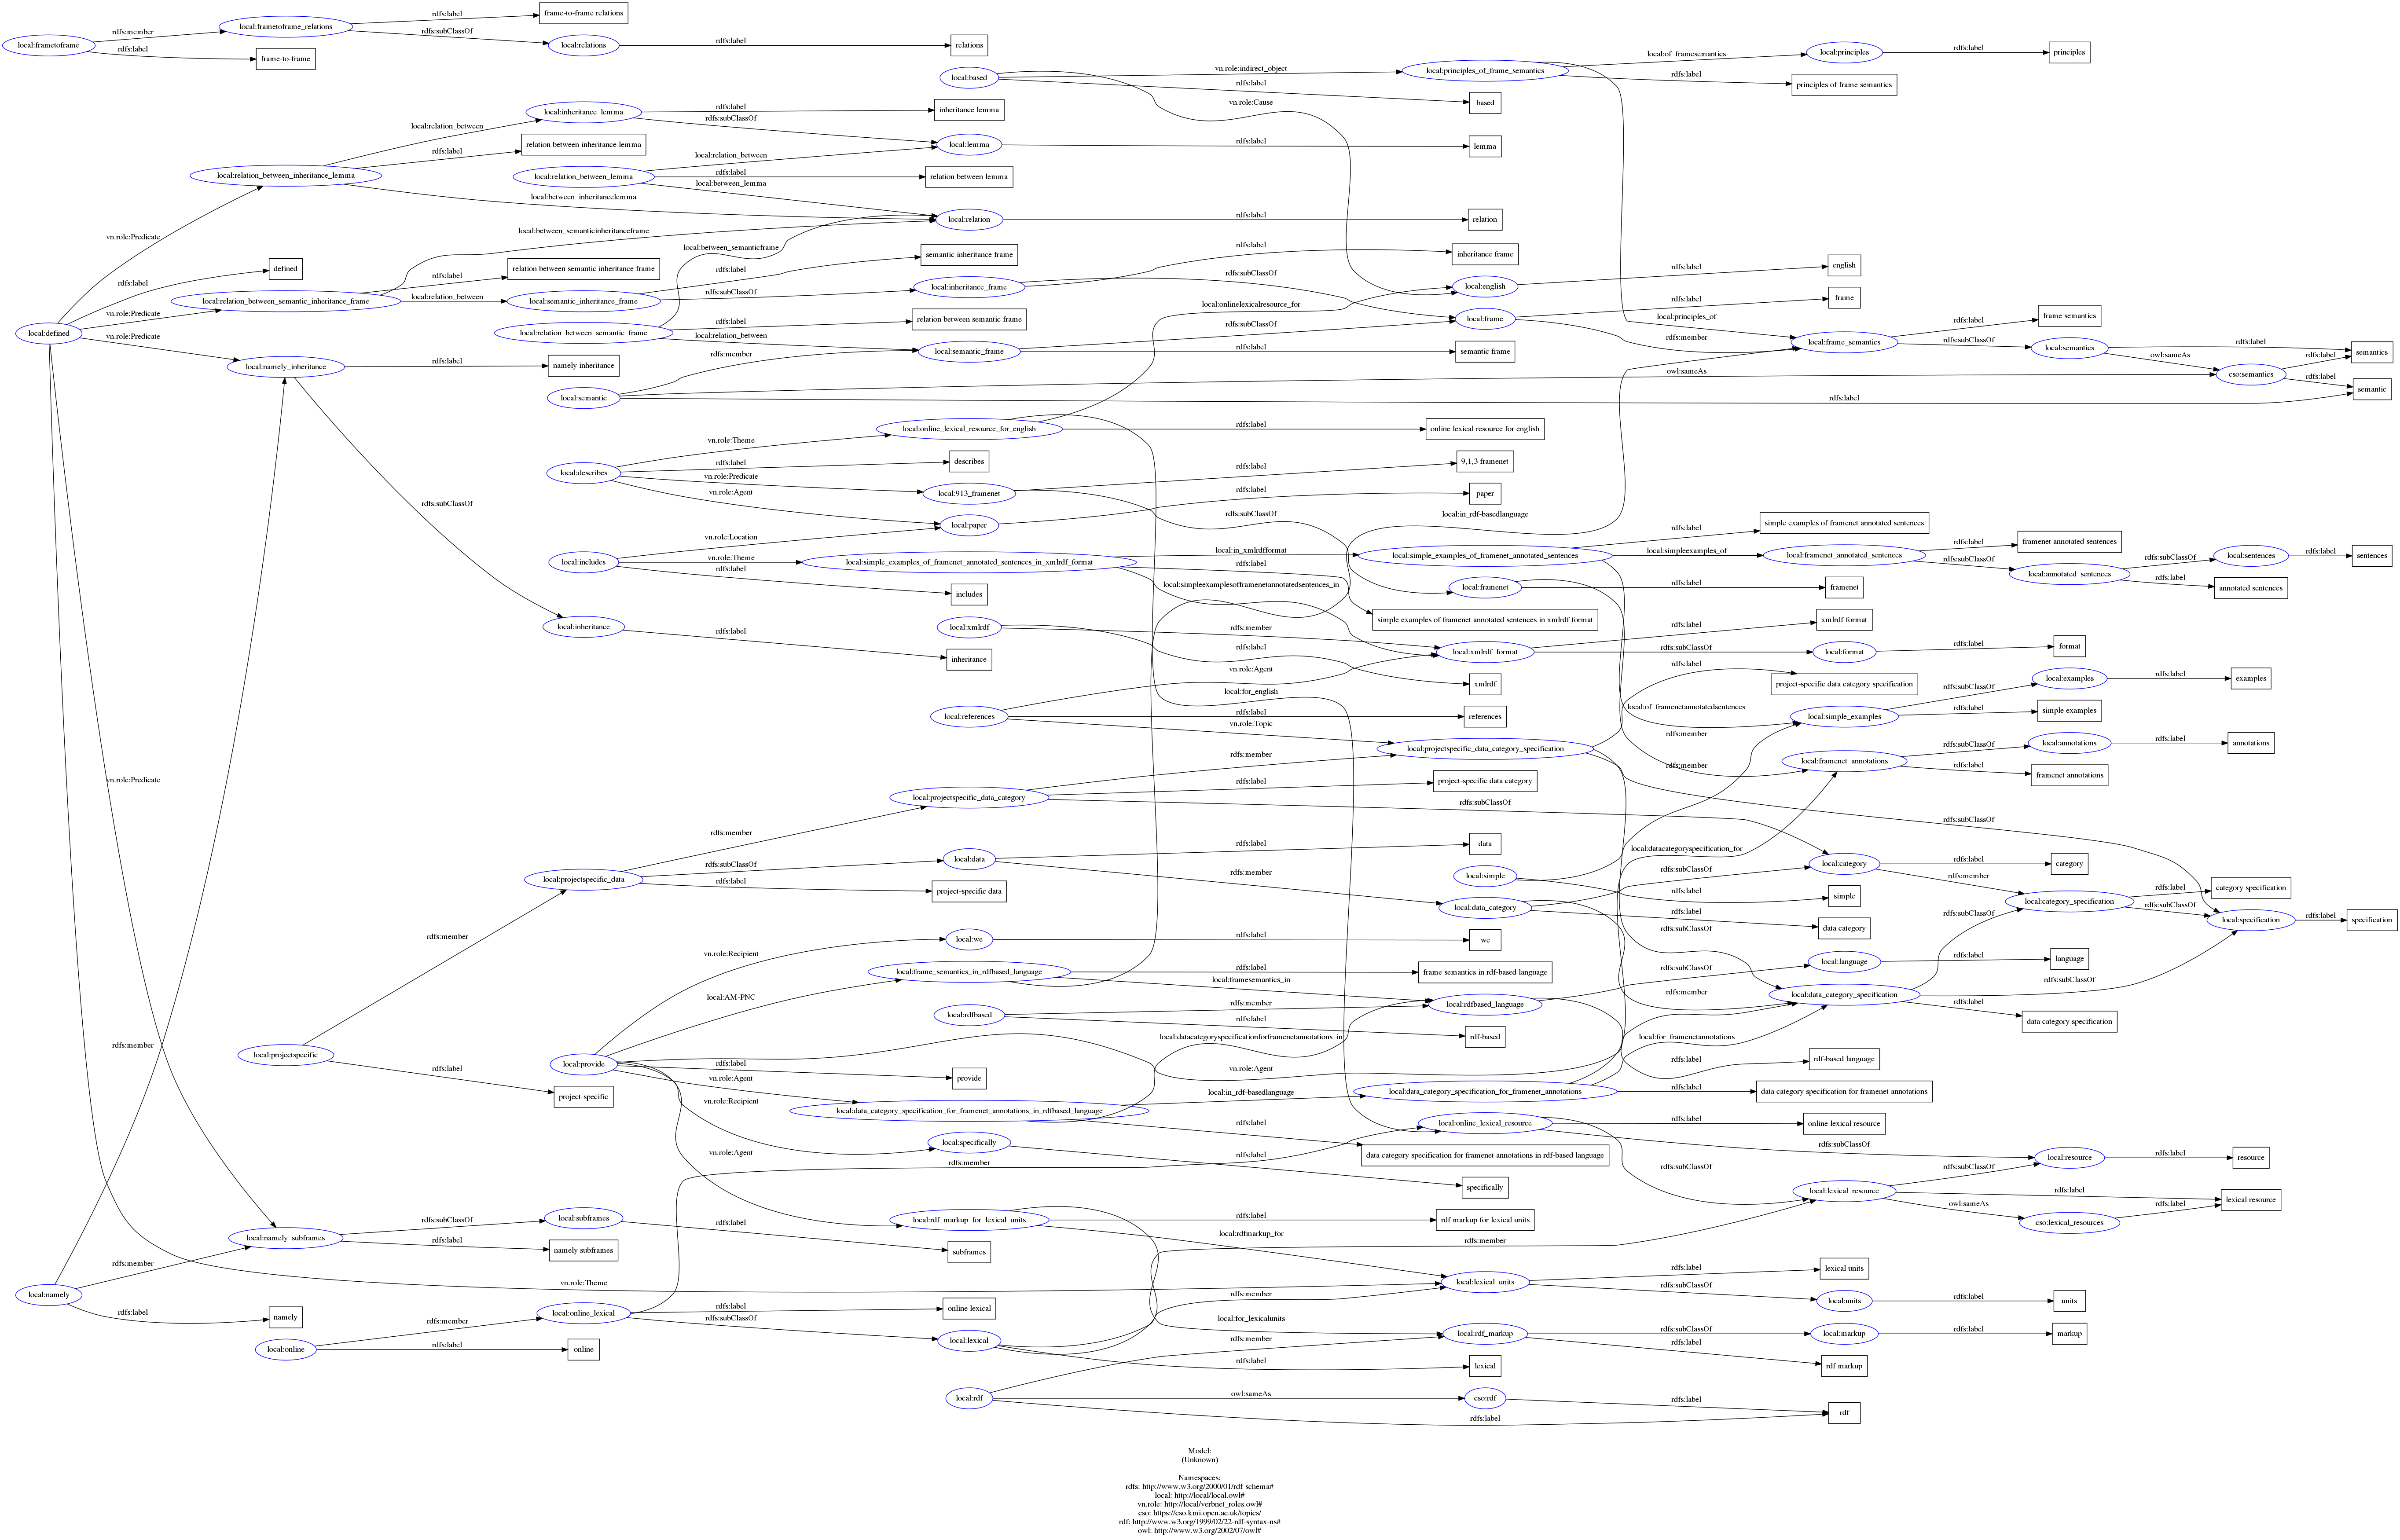 rdfs:label
frame-to-frame relations
local:frametoframe_relations
rdfs:member
rdfs:subClassOf
local:frametoframe
local:relations
rdfs:label
relations
rdfs:label
frame-to-frame
local:of_framesemantics
local:principles
rdfs:label
principles
vn.role:indirect_object
local:principles_of_frame_semantics
local:based
rdfs:label
principles of frame semantics
rdfs:label
based
vn.role:Cause
local:inheritance_lemma
rdfs:label
inheritance lemma
rdfs:subClassOf
local:relation_between
rdfs:label
relation between inheritance lemma
local:lemma
rdfs:label
lemma
local:relation_between
local:relation_between_inheritance_lemma
local:relation_between_lemma
rdfs:label
relation between lemma
local:between_lemma
local:between_inheritancelemma
local:relation
rdfs:label
relation
vn.role:Predicate
local:between_semanticinheritanceframe
local:between_semanticframe
rdfs:label
inheritance frame
rdfs:label
semantic inheritance frame
rdfs:label
defined
rdfs:label
relation between semantic inheritance frame
rdfs:label
english
local:relation_between_semantic_inheritance_frame
local:relation_between
local:semantic_inheritance_frame
rdfs:subClassOf
local:inheritance_frame
rdfs:subClassOf
local:english
vn.role:Predicate
local:onlinelexicalresource_for
rdfs:label
frame
local:defined
vn.role:Predicate
local:relation_between_semantic_frame
rdfs:label
relation between semantic frame
local:relation_between
rdfs:subClassOf
local:frame
local:principles_of
rdfs:label
frame semantics
rdfs:member
local:frame_semantics
rdfs:subClassOf
local:semantics
rdfs:label
semantics
rdfs:member
local:semantic_frame
rdfs:label
semantic frame
owl:sameAs
rdfs:label
local:namely_inheritance
rdfs:label
namely inheritance
owl:sameAs
cso:semantics
rdfs:label
semantic
local:semantic
rdfs:label
local:online_lexical_resource_for_english
rdfs:label
online lexical resource for english
vn.role:Theme
local:describes
rdfs:label
describes
rdfs:label
9,1,3 framenet
vn.role:Predicate
local:913_framenet
vn.role:Agent
rdfs:label
paper
rdfs:subClassOf
local:in_rdf-basedlanguage
rdfs:subClassOf
local:paper
rdfs:label
simple examples of framenet annotated sentences
vn.role:Location
local:includes
vn.role:Theme
local:simple_examples_of_framenet_annotated_sentences_in_xmlrdf_format
local:in_xmlrdfformat
local:simple_examples_of_framenet_annotated_sentences
local:simpleexamples_of
local:framenet_annotated_sentences
rdfs:label
framenet annotated sentences
rdfs:subClassOf
local:annotated_sentences
rdfs:subClassOf
local:sentences
rdfs:label
sentences
rdfs:label
annotated sentences
rdfs:label
includes
rdfs:label
local:simpleexamplesofframenetannotatedsentences_in
local:framenet
rdfs:label
framenet
simple examples of framenet annotated sentences in xmlrdf format
local:inheritance
rdfs:label
inheritance
local:xmlrdf
rdfs:member
rdfs:label
xmlrdf
rdfs:label
xmlrdf format
local:xmlrdf_format
rdfs:subClassOf
local:format
rdfs:label
format
vn.role:Agent
rdfs:label
project-specific data category specification
local:for_english
local:references
rdfs:label
references
vn.role:Topic
local:projectspecific_data_category_specification
local:of_framenetannotatedsentences
rdfs:member
local:simple_examples
rdfs:subClassOf
local:examples
rdfs:label
examples
rdfs:label
simple examples
rdfs:member
local:framenet_annotations
rdfs:subClassOf
local:annotations
rdfs:label
annotations
rdfs:label
framenet annotations
vn.role:Predicate
rdfs:member
local:projectspecific_data_category
rdfs:label
project-specific data category
rdfs:subClassOf
rdfs:subClassOf
rdfs:member
local:projectspecific_data
rdfs:subClassOf
local:data
rdfs:label
data
rdfs:label
project-specific data
rdfs:member
local:datacategoryspecification_for
local:simple
rdfs:label
simple
rdfs:subClassOf
local:category
rdfs:label
category
rdfs:member
local:category_specification
rdfs:label
category specification
rdfs:subClassOf
local:specification
rdfs:label
specification
local:data_category
rdfs:label
data category
rdfs:subClassOf
rdfs:subClassOf
rdfs:member
vn.role:Recipient
local:we
rdfs:label
we
local:AM-PNC
local:frame_semantics_in_rdfbased_language
rdfs:label
frame semantics in rdf-based language
local:framesemantics_in
rdfs:subClassOf
local:language
rdfs:label
language
rdfs:member
local:data_category_specification
rdfs:subClassOf
rdfs:label
data category specification
local:rdfbased
rdfs:member
local:rdfbased_language
rdfs:label
rdf-based
local:projectspecific
rdfs:label
project-specific
rdfs:member
local:provide
rdfs:label
provide
local:datacategoryspecificationforframenetannotations_in
local:for_framenetannotations
rdfs:label
rdf-based language
vn.role:Agent
vn.role:Agent
local:in_rdf-basedlanguage
local:data_category_specification_for_framenet_annotations
rdfs:label
data category specification for framenet annotations
vn.role:Recipient
local:data_category_specification_for_framenet_annotations_in_rdfbased_language
rdfs:label
data category specification for framenet annotations in rdf-based language
local:online_lexical_resource
rdfs:label
online lexical resource
rdfs:subClassOf
local:resource
rdfs:label
resource
vn.role:Agent
local:specifically
rdfs:label
specifically
rdfs:member
rdfs:subClassOf
rdfs:subClassOf
local:lexical_resource
rdfs:label
lexical resource
owl:sameAs
cso:lexical_resources
rdfs:label
local:namely_subframes
rdfs:subClassOf
local:subframes
rdfs:label
subframes
rdfs:label
namely subframes
local:rdf_markup_for_lexical_units
rdfs:label
rdf markup for lexical units
local:rdfmarkup_for
rdfs:member
rdfs:member
local:namely
vn.role:Theme
rdfs:member
local:lexical_units
rdfs:label
lexical units
rdfs:subClassOf
local:units
rdfs:label
units
rdfs:label
namely
local:online
rdfs:member
local:online_lexical
rdfs:label
online lexical
rdfs:subClassOf
local:lexical
rdfs:label
online
local:for_lexicalunits
rdfs:member
local:rdf_markup
rdfs:subClassOf
local:markup
rdfs:label
markup
rdfs:label
rdf markup
rdfs:label
lexical
local:rdf
owl:sameAs
cso:rdf
rdfs:label
rdf
rdfs:label
Model:
(Unknown)
Namespaces:
rdfs: http://www.w3.org/2000/01/rdf-schema#
local: http://local/local.owl#
vn.role: http://local/verbnet_roles.owl#
cso: https://cso.kmi.open.ac.uk/topics/
rdf: http://www.w3.org/1999/02/22-rdf-syntax-ns#
owl: http://www.w3.org/2002/07/owl#